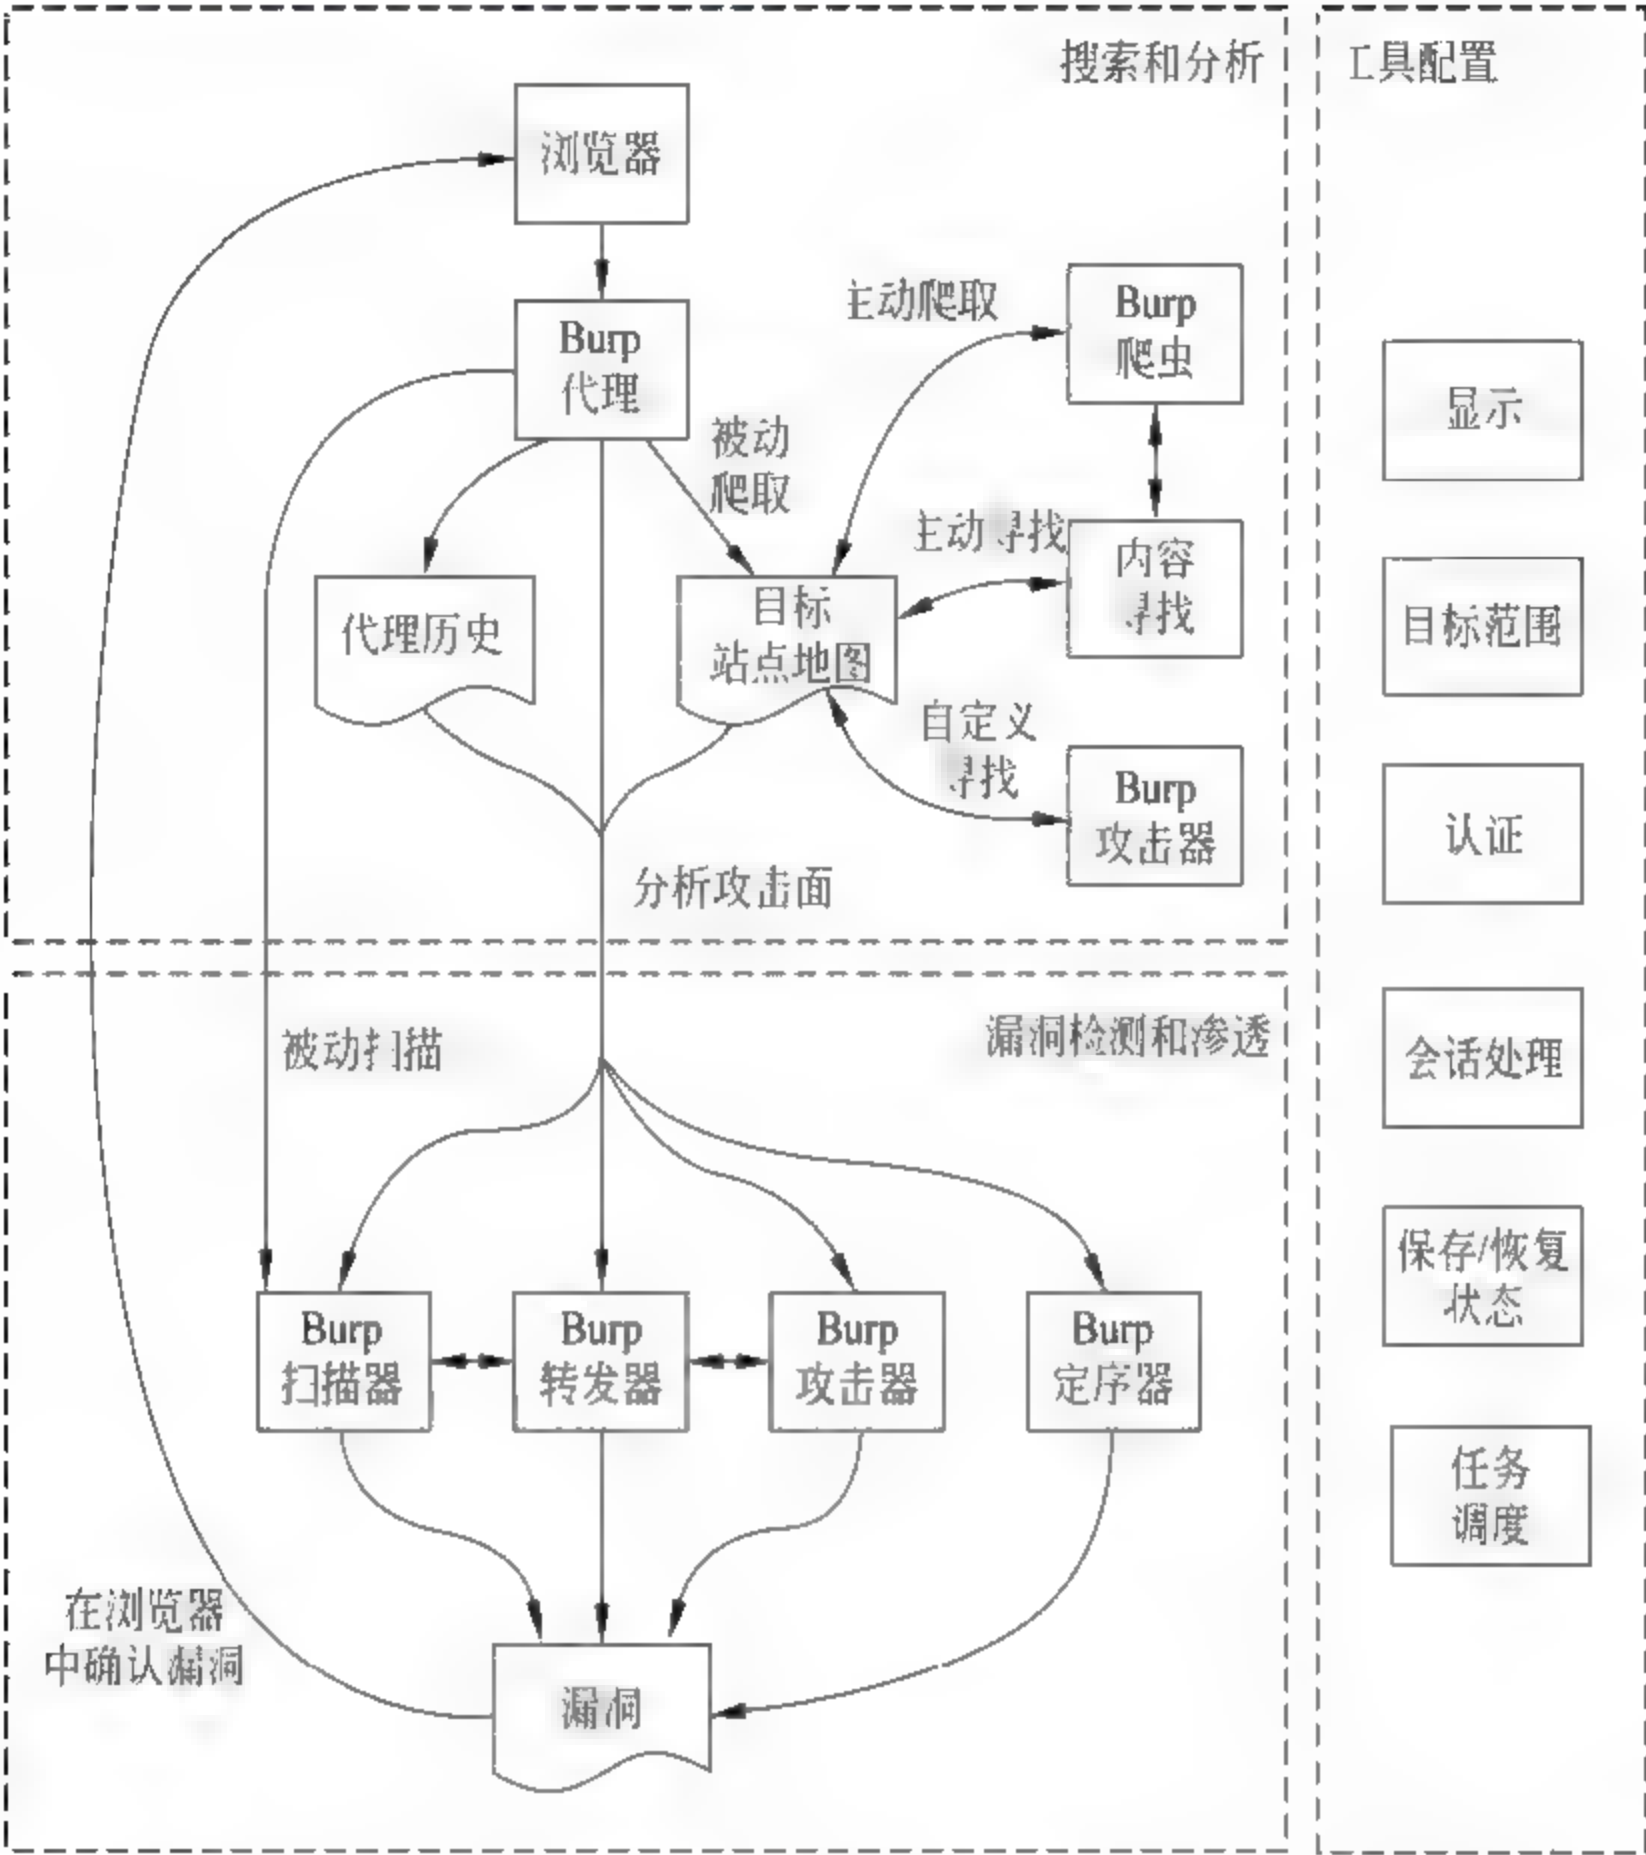 搜索和分析
工具配置
浏览器
Burp
代理
主动爬取
Burp
爬虫
被动
爬取
主动寻找
内容
寻找
代理历史
目标
站点地图
自定义
寻找
Burp
攻击器
分析攻击面
显示
目标范围
认证
会话处理
保存/恢复
状态
任务
调度
被动扫描
漏洞检测和渗透
Burp
扫描器
Burp
转发器
Burp
攻击器
Burp
定序器
在浏览器
中确认漏洞
漏洞